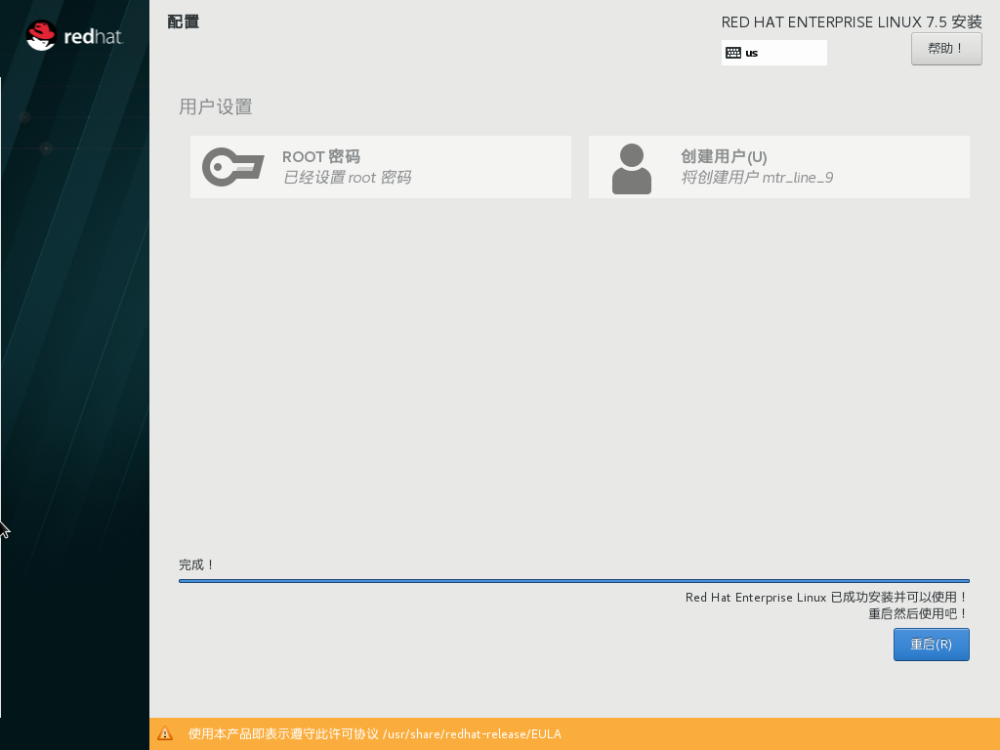 redhat.
配置
RED HAT ENTERPRISE LINUX 7.5 安装
us
帮助！
用户设置
ROOT 密码
已经设置 root 密码
创建用户(U)
将创建用户 mtr_line_9
完成！
Red Hat Enterprise Linux 已成功安装并可以使用！
重启然后使用吧！
重启(R)
使用本产品即表示遵守此许可协议 /usr/share/redhat-release/EULA